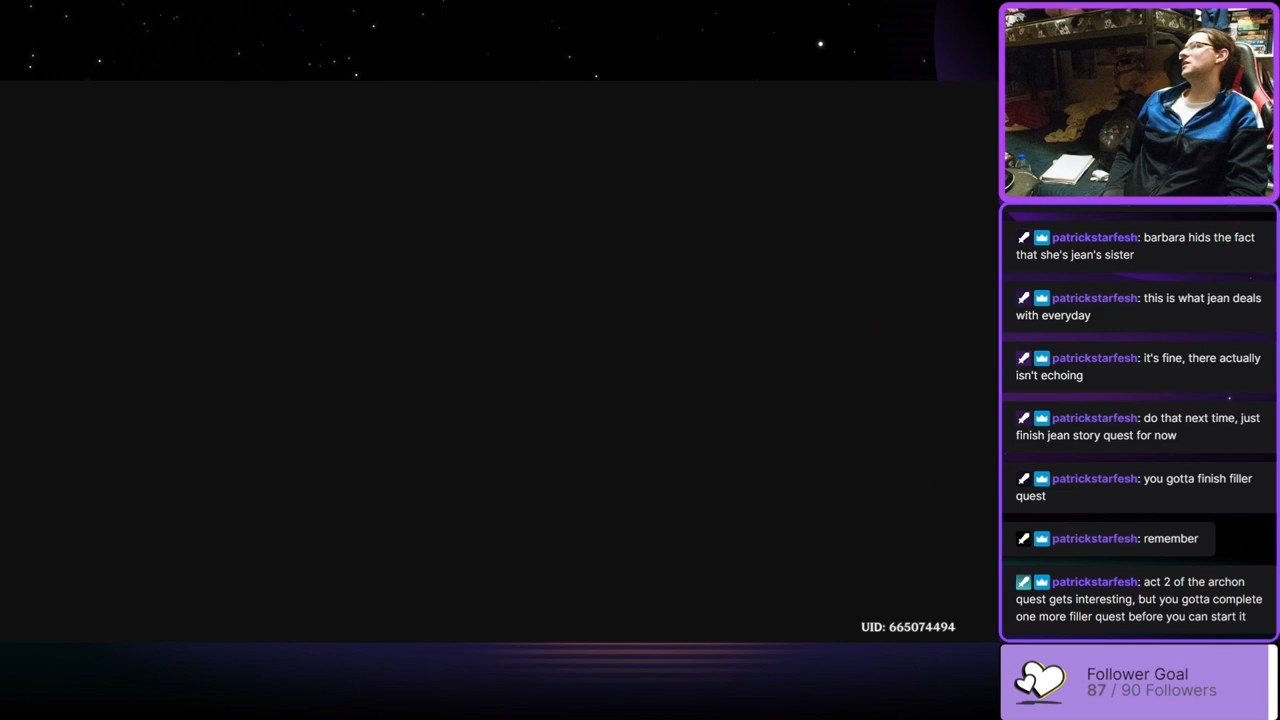 patrickstarfesh: barbara hids the fact
that she's jean's sister
patrickstarfesh: this is what jean deals
with everyday
patrickstarfesh: it's fine, there actually
isn't echoing
patrickstarfesh: do that next time, just
finish jean story quest for now
patrickstarfesh: you gotta finish filler
quest
patrickstarfesh: remember
patrickstarfesh: act 2 of the archon
quest gets interesting, but you gotta complete
one more filler quest before you can start it
UID: 665074494
Follower Goal
87 / 90 Followers